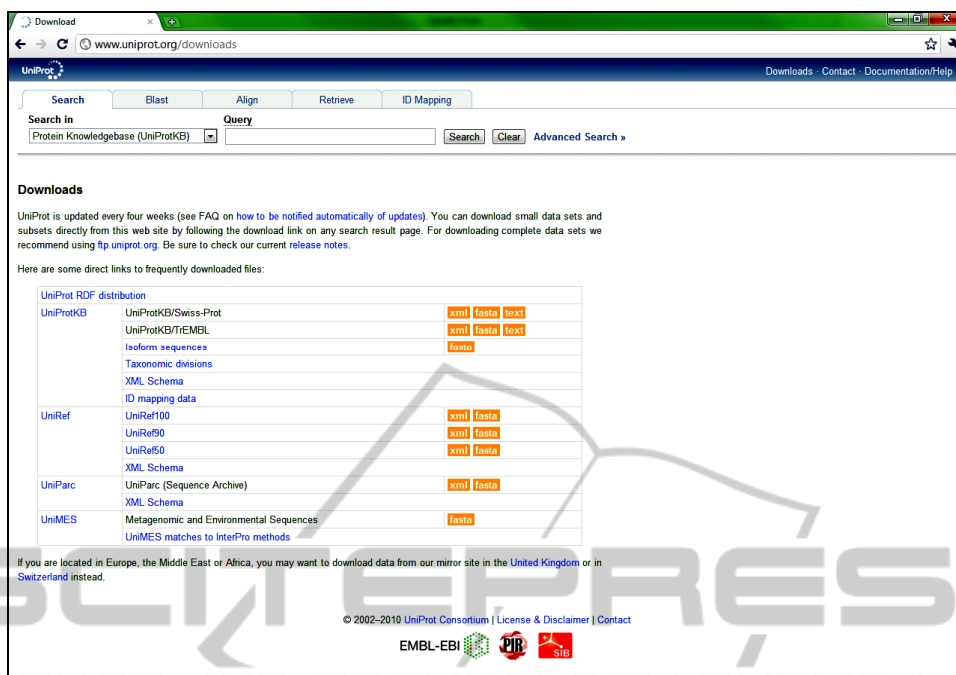 Download
www.uniprot.org/downloads
UniProt
Downloads · Contact · Documentation/Help
Search Blast Align Retrieve ID Mapping
Search in Query
Protein Knowledgebase (UniProtKB) Search Clear Advanced Search »
Downloads
UniProt is updated every four weeks (see FAQ on how to be notified automatically of updates). You can download small data sets and
subsets directly from this web site by following the download link on any search result page. For downloading complete data sets we
recommend using ftp.uniprot.org. Be sure to check our current release notes.
Here are some direct links to frequently downloaded files:
UniProt RDF distribution
UniProtKB UniProtKB/Swiss-Prot xml fasta text
UniProtKB/TrEMBL xml fasta text
Isoform sequences fasta
Taxonomic divisions
XML Schema
ID mapping data
UniRef UniRef100 xml fasta
UniRef90 xml fasta
UniRef50 xml fasta
XML Schema
UniParc UniParc (Sequence Archive) xml fasta
XML Schema
UniMES Metagenomic and Environmental Sequences fasta
UniMES matches to InterPro methods
If you are located in Europe, the Middle East or Africa, you may want to download data from our mirror site in the United Kingdom or in
Switzerland instead.
SCITEPRESS
© 2002–2010 UniProt Consortium | License & Disclaimer | Contact
EMBL-EBI PIR SIB